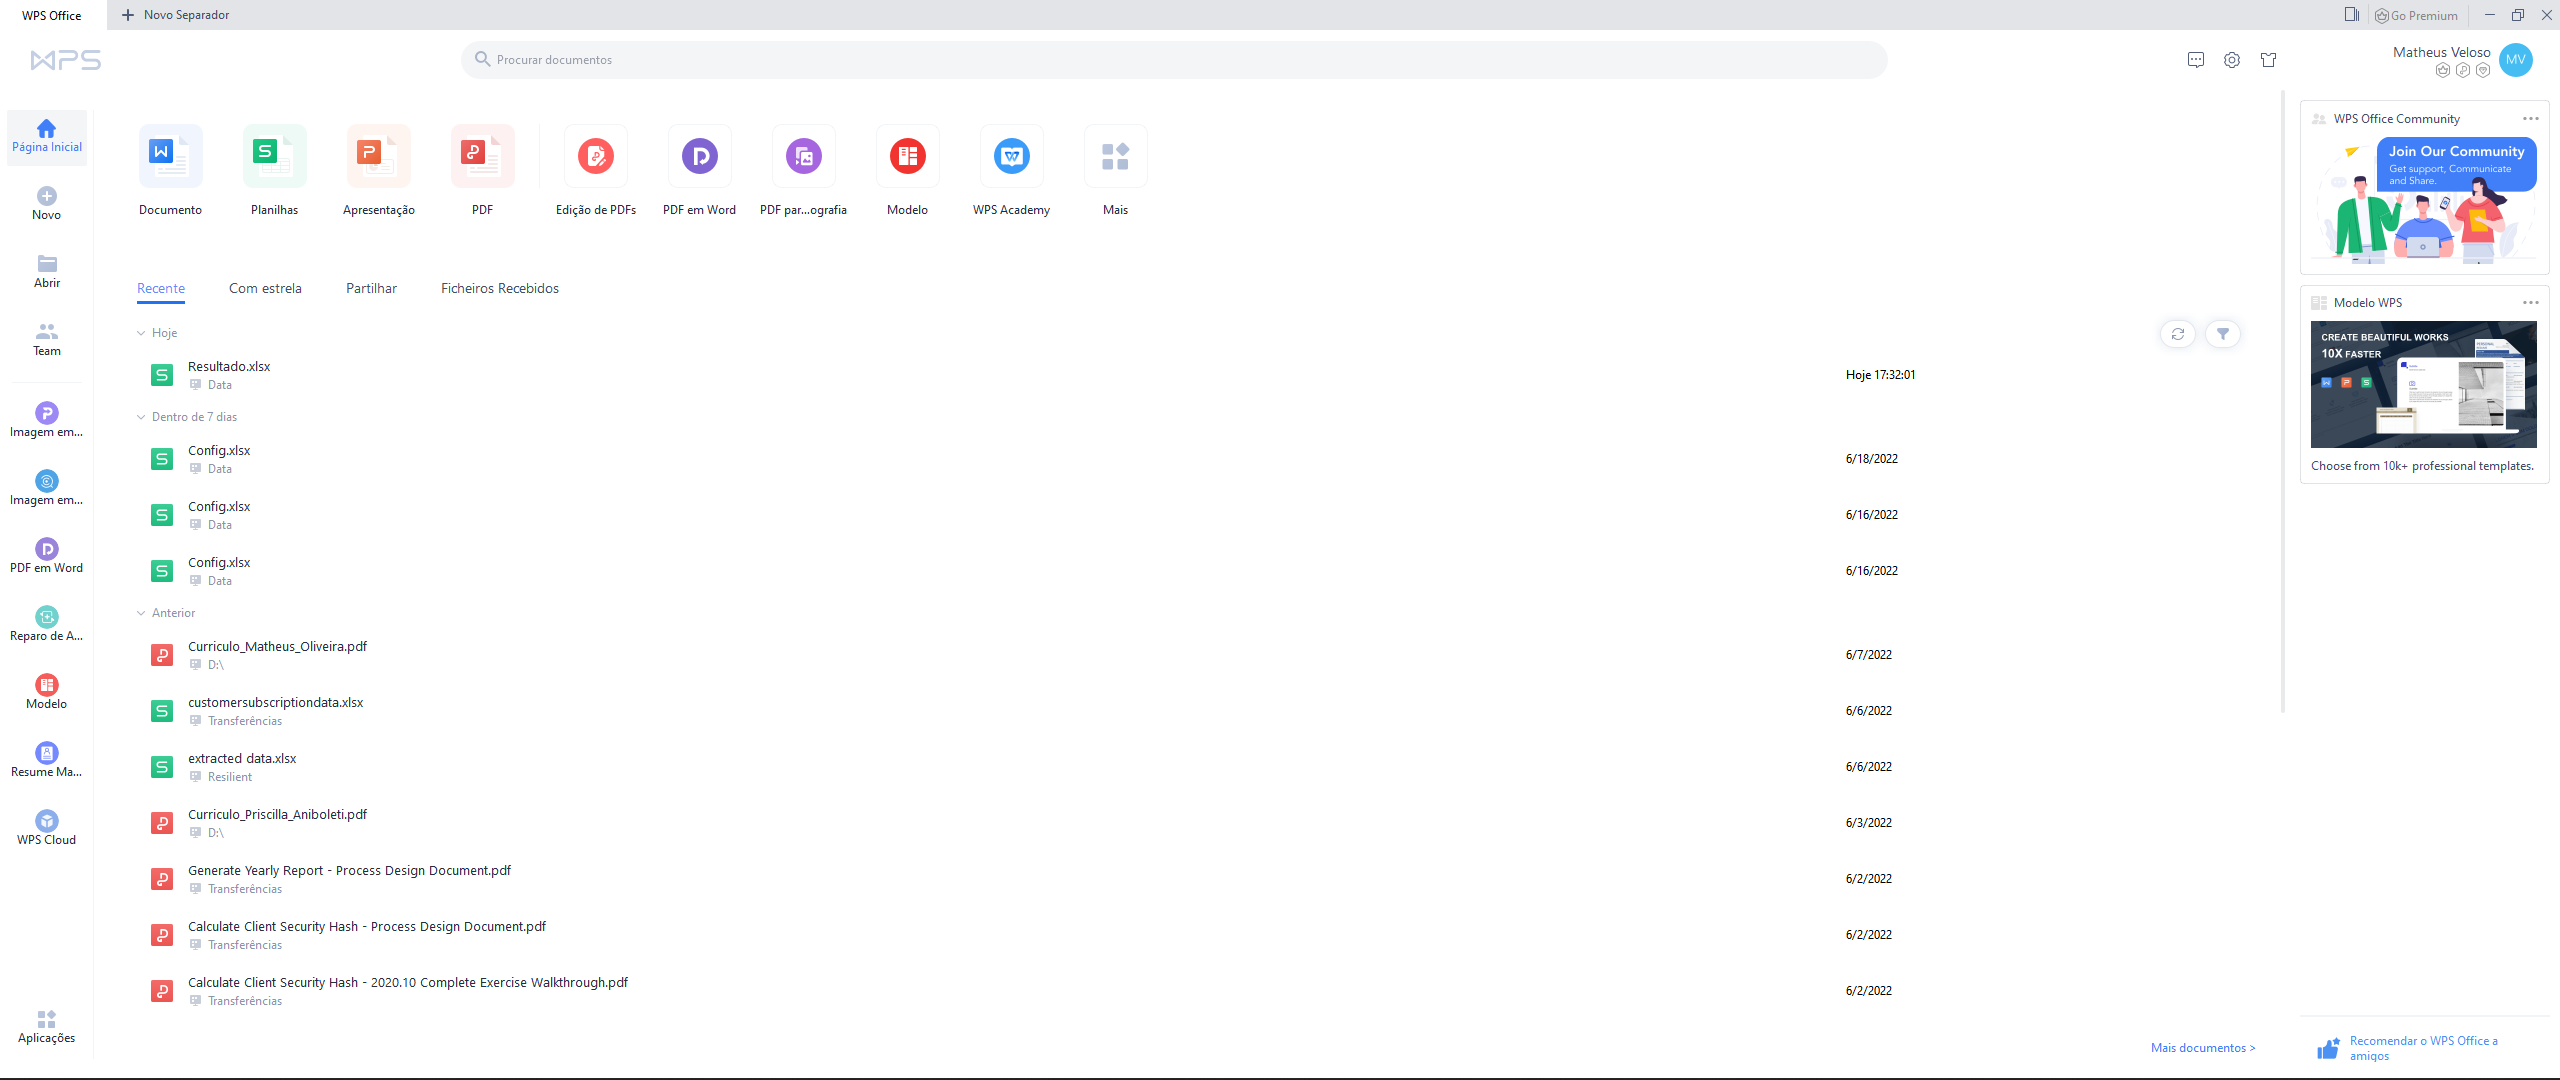 WPS Office
Novo Separador
Go Premium
WPS
Procurar documentos
Matheus Veloso
MV
Página Inicial
Novo
Abrir
Team
Imagem em...
Imagem em...
PDF em Word
Reparo de A...
Modelo
Resume Ma...
WPS Cloud
Aplicações
Documento
Planilhas
Apresentação
PDF
Edição de PDFs
PDF em Word
PDF par...ografia
Modelo
WPS Academy
Mais
Recente
Com estrela
Partilhar
Ficheiros Recebidos
Hoje
Resultado.xlsx
Data
Hoje 17:32:01
Dentro de 7 dias
Config.xlsx
Data
6/18/2022
Config.xlsx
Data
6/16/2022
Config.xlsx
Data
6/16/2022
Anterior
Curriculo_Matheus_Oliveira.pdf
D:\
6/7/2022
customersubscriptiondata.xlsx
Transferências
6/6/2022
extracted data.xlsx
Resilient
6/6/2022
Curriculo_Priscilla_Aniboleti.pdf
D:\
6/3/2022
Generate Yearly Report - Process Design Document.pdf
Transferências
6/2/2022
Calculate Client Security Hash - Process Design Document.pdf
Transferências
6/2/2022
Calculate Client Security Hash - 2020.10 Complete Exercise Walkthrough.pdf
Transferências
6/2/2022
Mais documentos >
WPS Office Community
Join Our Community
Get support, Communicate
and Share.
Modelo WPS
CREATE BEAUTIFUL WORKS
10X FASTER
Choose from 10k+ professional templates.
Recomendar o WPS Office a
amigos